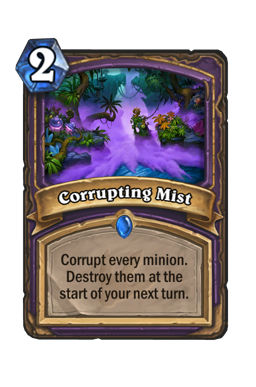 2
Corrupting Mist
Corrupt every minion.
Destroy them at the
start of your next turn.